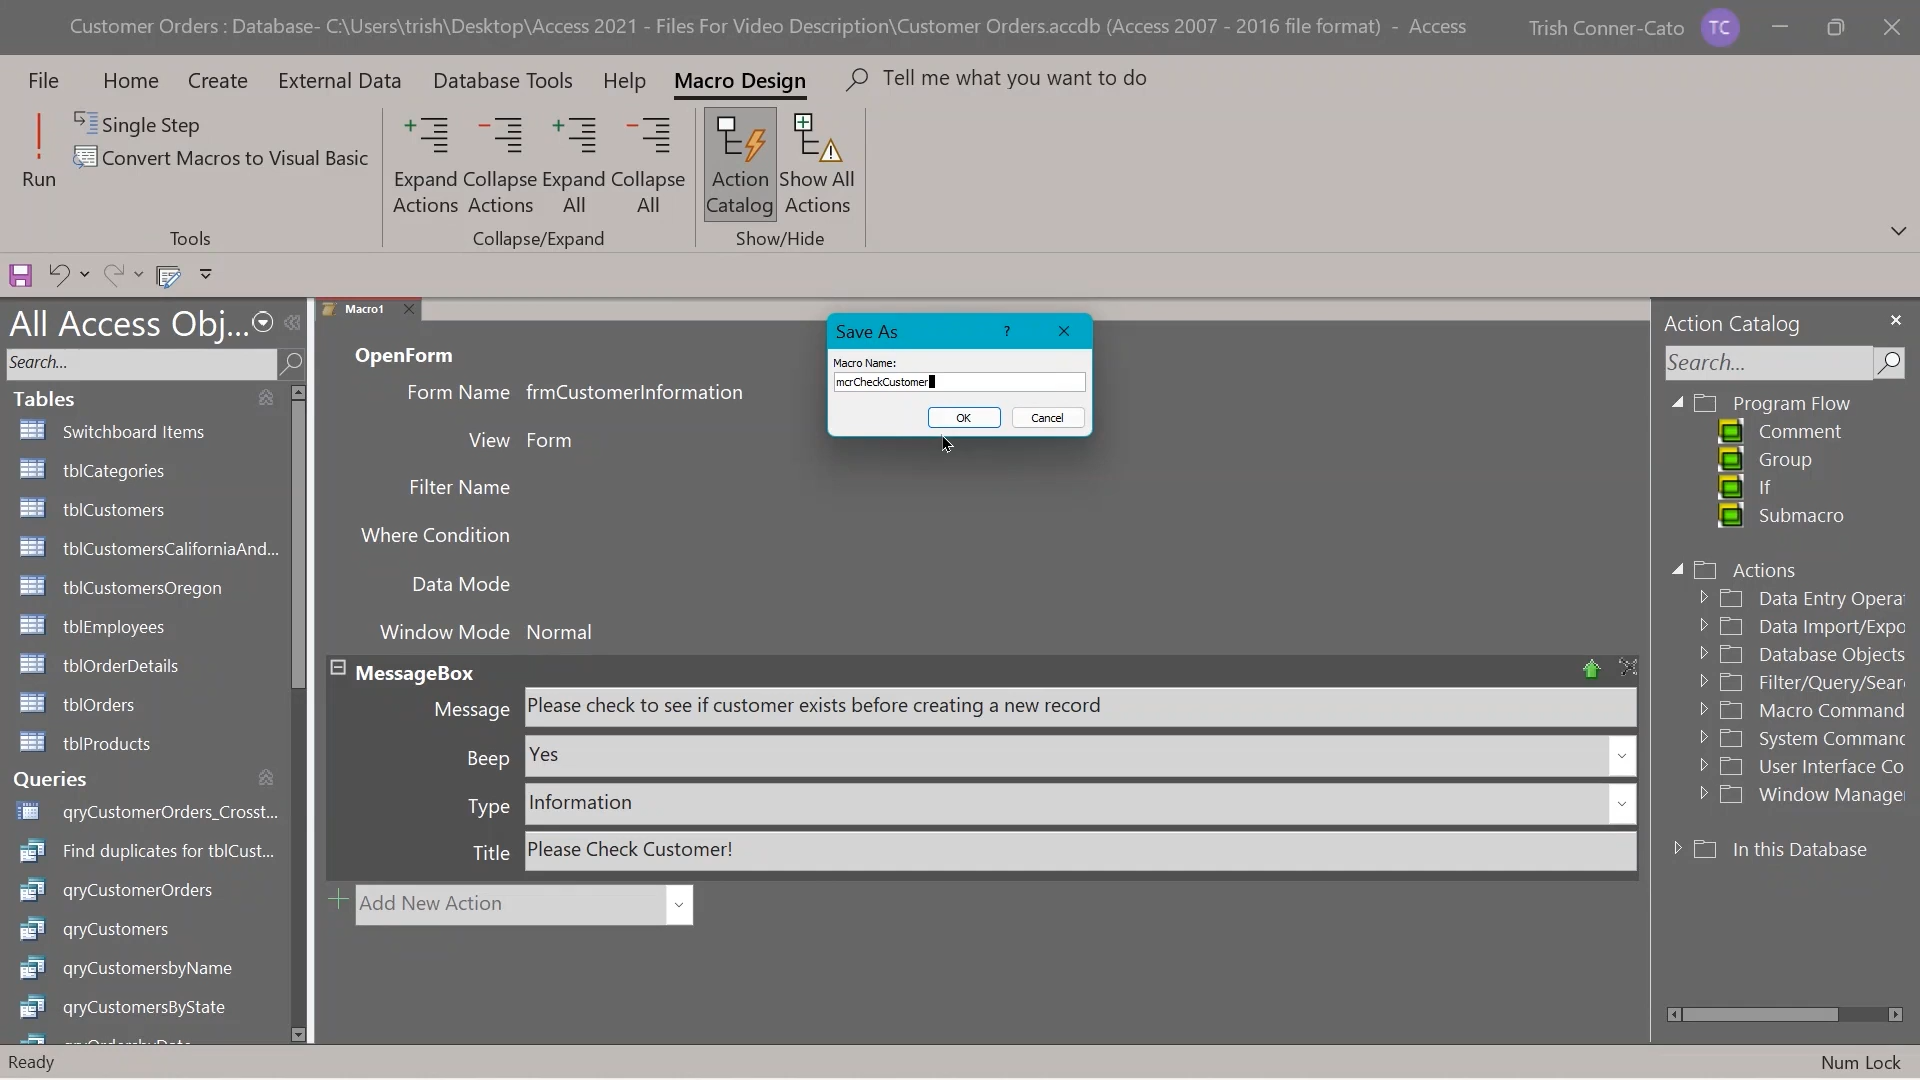 Customer Orders : Database- C:\Users\trish\Desktop\Access 2021 - Files For Video Description\Customer Orders.accdb (Access 2007 - 2016 file format) - Access
Trish Conner-Cato
TC
File
Home
Create
External Data
Database Tools
Help
Macro Design
Tell me what you want to do
Run
Single Step
Convert Macros to Visual Basic
Expand Actions
Collapse Actions
Expand All
Collapse All
Action Catalog
Show All Actions
Tools
Collapse/Expand
Show/Hide
All Access Obj...
Search...
Tables
Switchboard Items
tblCategories
tblCustomers
tblCustomersCaliforniaAnd...
tblCustomersOregon
tblEmployees
tblOrderDetails
tblOrders
tblProducts
Queries
qryCustomerOrders_Crosst...
Find duplicates for tblCust...
qryCustomerOrders
qryCustomers
qryCustomersbyName
qryCustomersByState
Macro1
OpenForm
Form Name frmCustomerInformation
View Form
Filter Name
Where Condition
Data Mode
Window Mode Normal
MessageBox
Message Please check to see if customer exists before creating a new record
Beep Yes
Type Information
Title Please Check Customer!
Add New Action
Save As
?
Macro Name:
mcrCheckCustomer
OK
Cancel
Action Catalog
Search...
Program Flow
Comment
Group
If
Submacro
Actions
Data Entry Opera
Data Import/Expo
Database Objects
Filter/Query/Sear
Macro Command
System Command
User Interface Co
Window Manage
In this Database
Ready
Num Lock